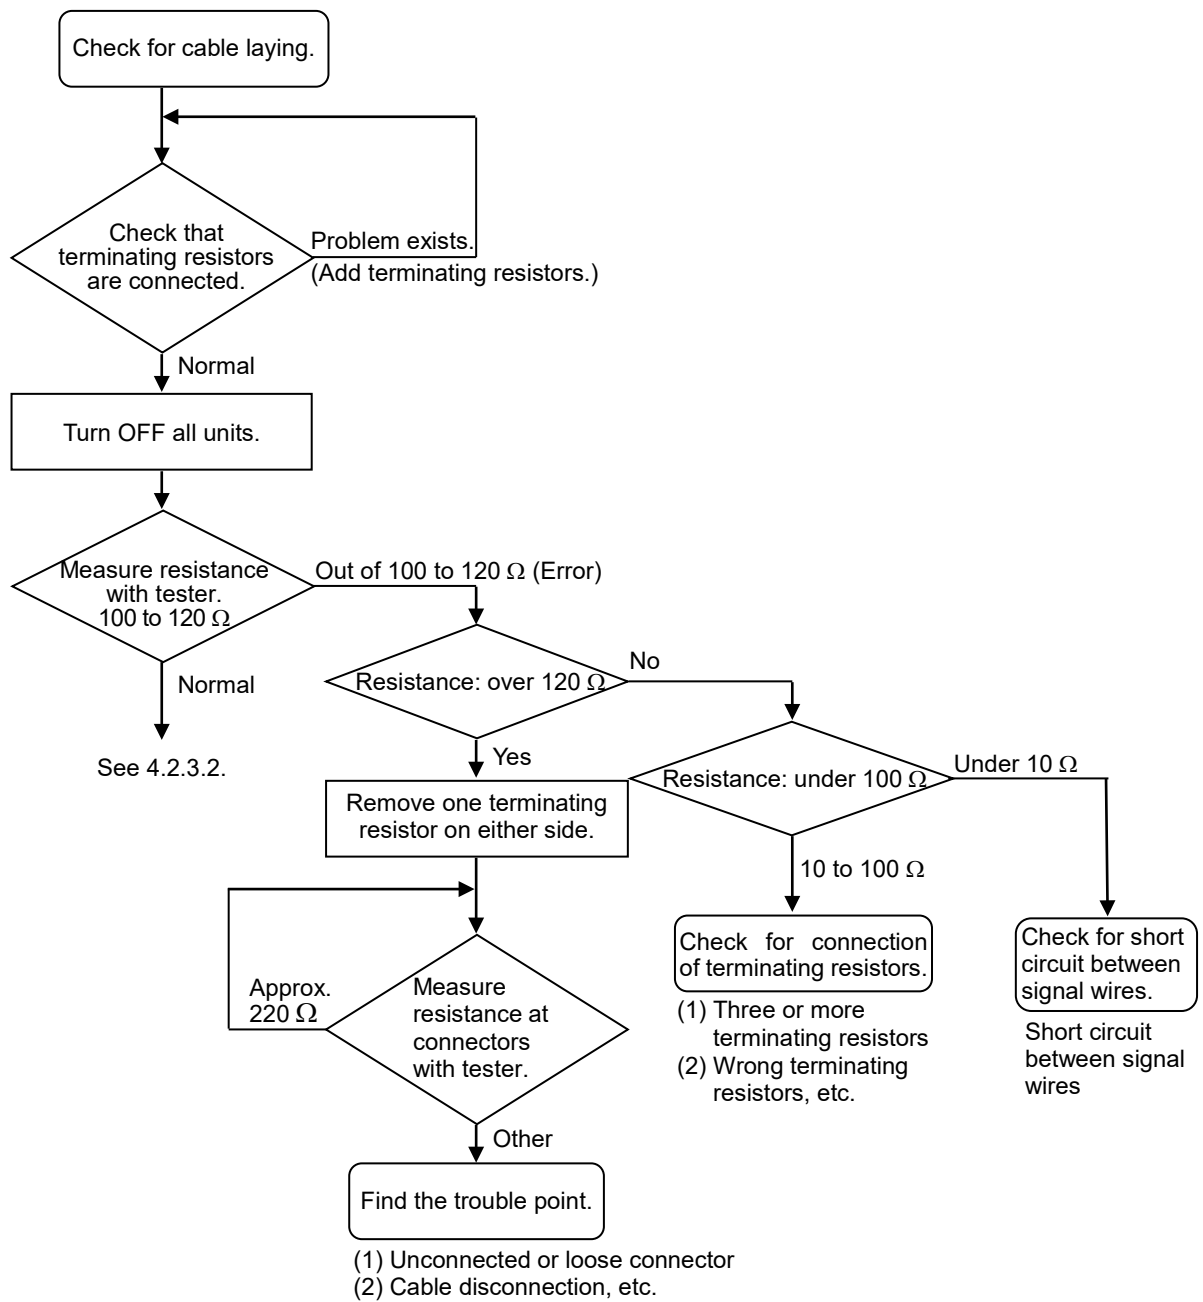 Check for cable laying.
Check that
terminating resistors
are connected.
Problem exists.
(Add terminating resistors.)
Normal
Turn OFF all units.
Measure resistance
with tester.
100 to 120 Ω
Out of 100 to 120 Ω (Error)
Normal
See 4.2.3.2.
Resistance: over 120 Ω
No
Yes
Remove one terminating
resistor on either side.
Resistance: under 100 Ω
Under 10 Ω
10 to 100 Ω
Approx.
220 Ω
Measure
resistance at
connectors
with tester.
Check for connection
of terminating resistors.
(1) Three or more
terminating resistors
(2) Wrong terminating
resistors, etc.
Check for short
circuit between
signal wires.
Short circuit
between signal
wires
Other
Find the trouble point.
(1) Unconnected or loose connector
(2) Cable disconnection, etc.